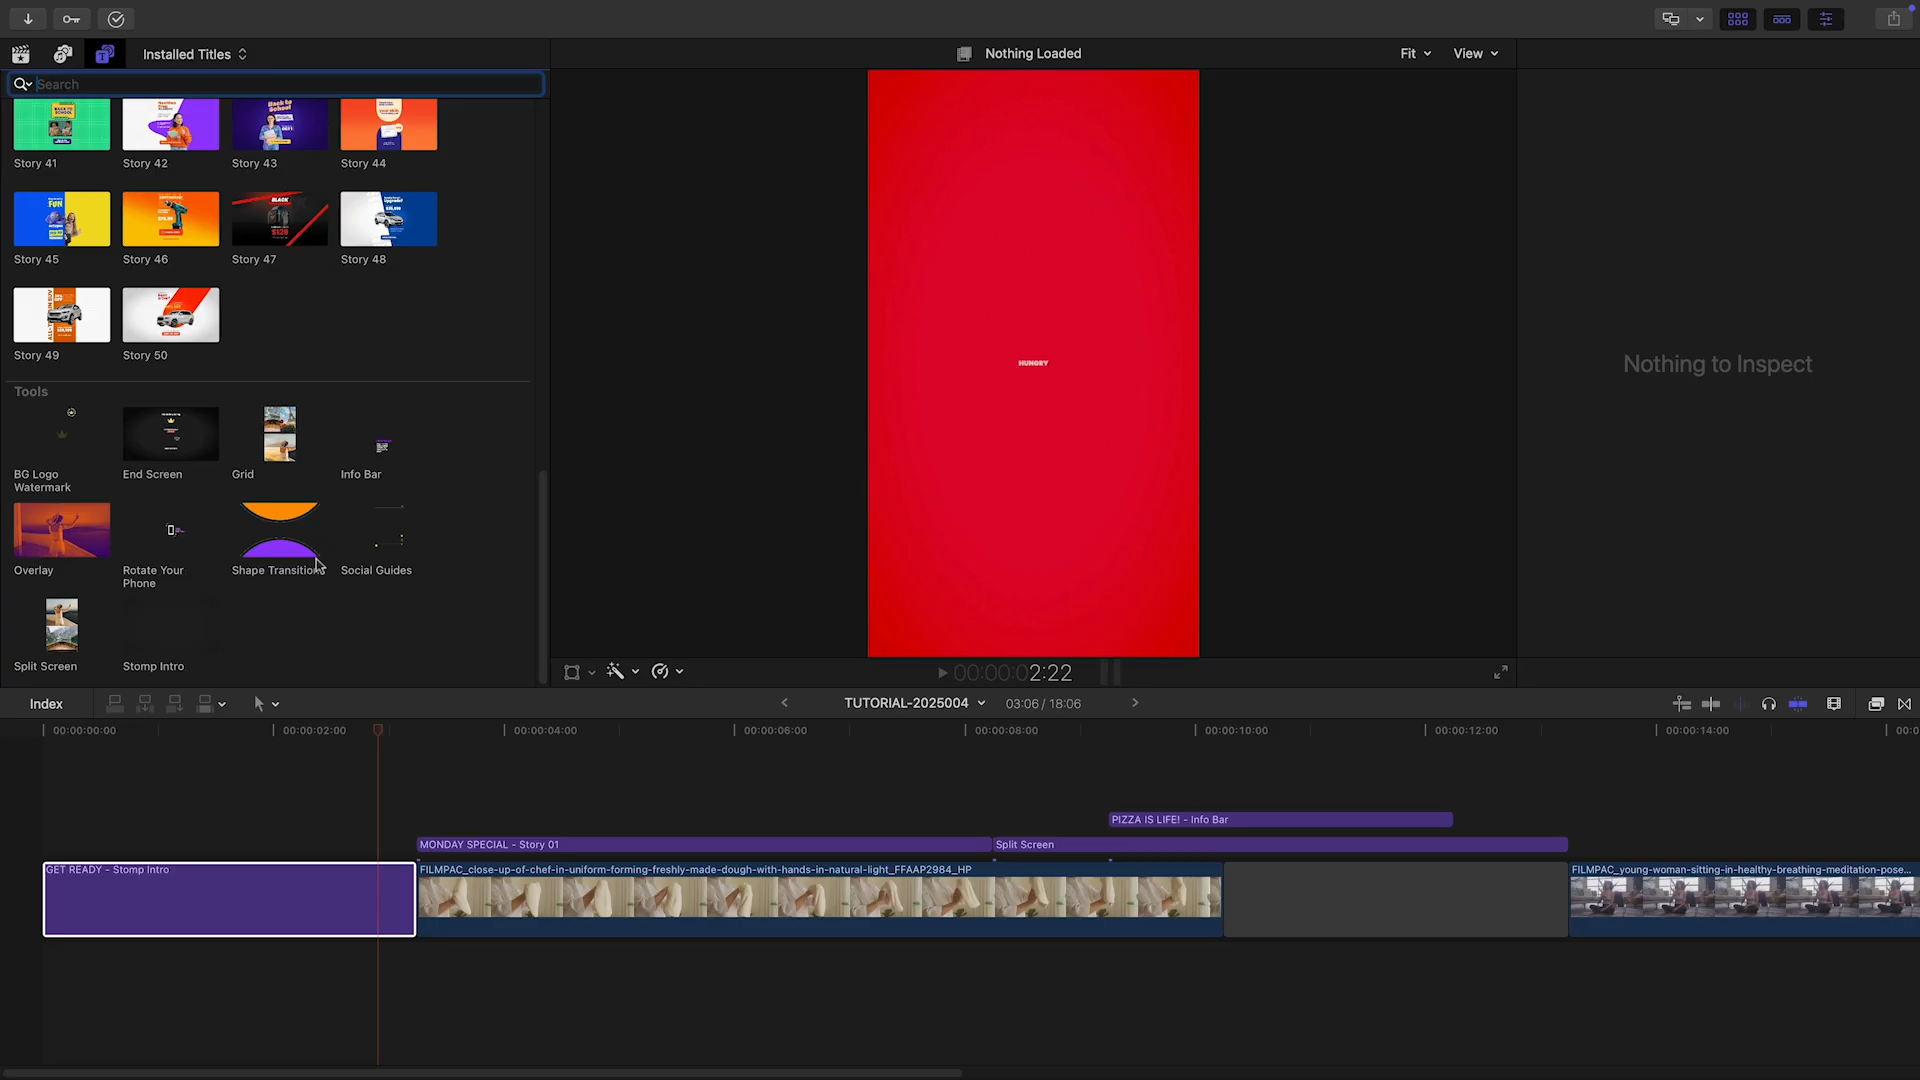 Installed Titles
Nothing Loaded
Fit
View
Search
Story 41
Story 42
Story 43
Story 44
Story 45
Story 46
Story 47
Story 48
Story 49
Story 50
Tools
BG Logo
Watermark
End Screen
Grid
Info Bar
Overlay
Rotate Your
Phone
Shape Transitions
Social Guides
Split Screen
Stomp Intro
HUNGRY
Nothing to Inspect
00:00:02:22
Index
TUTORIAL-2025004
03:06 / 18:06
00:00:00:00
00:00:02:00
00:00:04:00
00:00:06:00
00:00:08:00
00:00:10:00
00:00:12:00
00:00:14:00
00:0
PIZZA IS LIFE! - Info Bar
MONDAY SPECIAL - Story 01
Split Screen
GET READY - Stomp Intro
FILMPAC_close-up-of-chef-in-uniform-forming-freshly-made-dough-with-hands-in-natural-light_FFAAP2984_HP
FILMPAC_young-woman-sitting-in-healthy-breathing-meditation-pose...